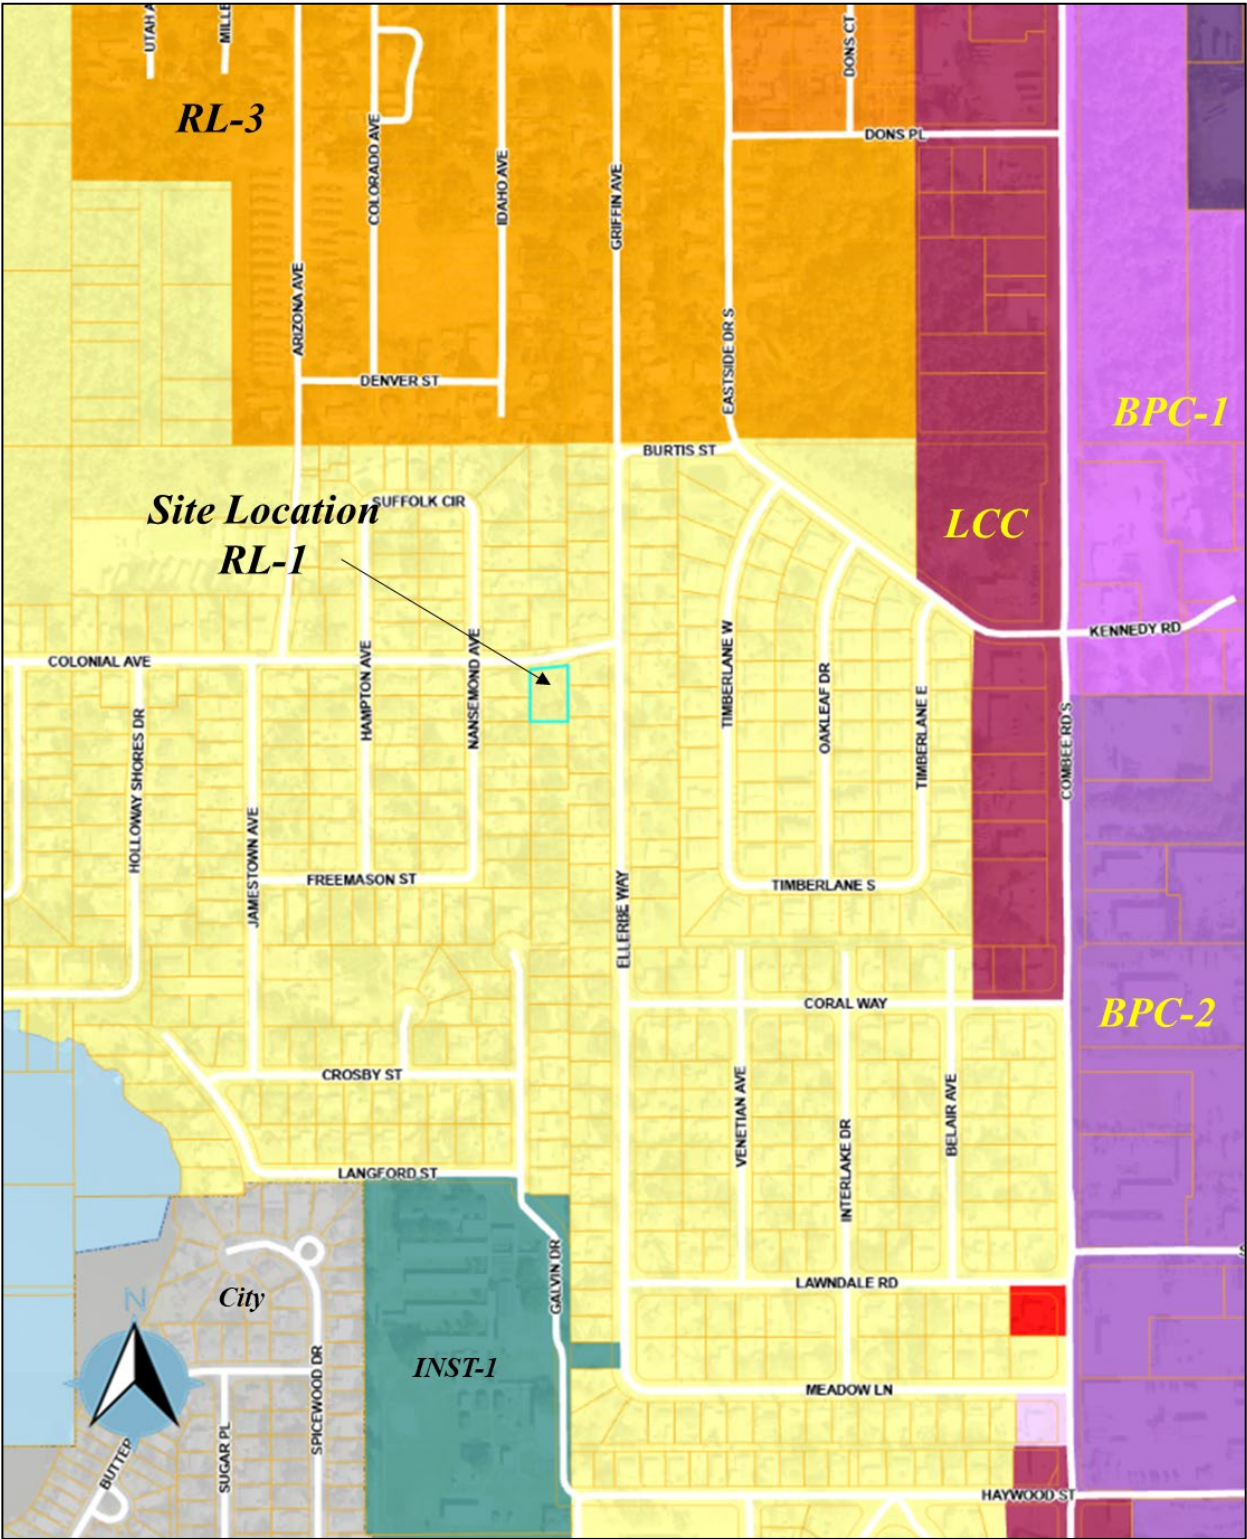 UTAH A
MILLE
DONS CT
RL-3
COLORADO AVE
DONS PL
IDAHO AVE
GRIFFIN AVE
ARIZONA AVE
EASTSIDE DR S
DENVER ST
BPC-1
BURTIS ST
Site Location
RL-1
SUFFOLK CIR
LCC
KENNEDY RD
COLONIAL AVE
HAMPTON AVE
NANSEMOND AVE
TIMBERLANE W
OAKLEAF DR
TIMBERLANE E
HOLLOWAY SHORES DR
COMBEE RD S
JAMESTOWN AVE
FREEMASON ST
TIMBERLANE S
ELLERBE WAY
CORAL WAY
BPC-2
CROSBY ST
VENETIAN AVE
INTERLAKE DR
BELAIR AVE
LANGFORD ST
GALVIN DR
LAWNDALE RD
City
N
INST-1
MEADOW LN
SPICEWOOD DR
SUGAR PL
BUTTER
HAYWOOD ST
S